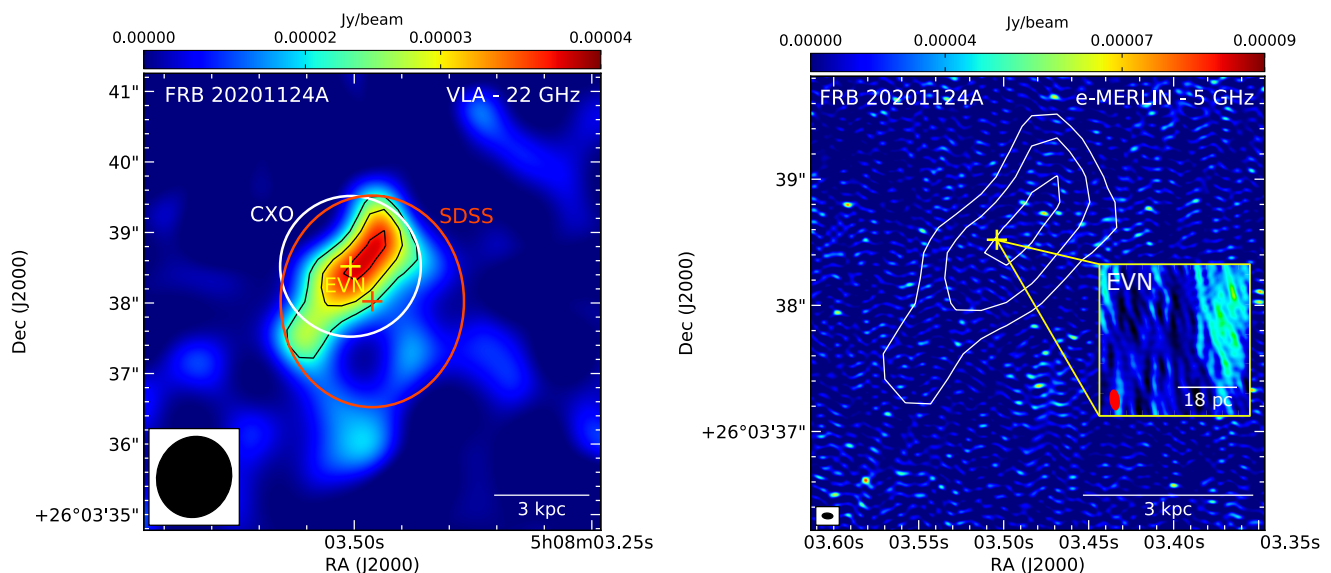 Jy/beam
0.00000 0.00002 0.00003 0.00004
FRB 20201124A VLA - 22 GHz
41"
40"
39"
38"
37"
36"
+26°03'35"
Dec (J2000)
CXO
SDSS
EVN
3 kpc
03.50s 5h08m03.25s
RA (J2000)
Jy/beam
0.00000 0.00004 0.00007 0.00009
FRB 20201124A e-MERLIN - 5 GHz
39"
38"
+26°03'37"
Dec (J2000)
EVN
18 pc
3 kpc
03.60s 03.55s 03.50s 03.45s 03.40s 03.35s
RA (J2000)